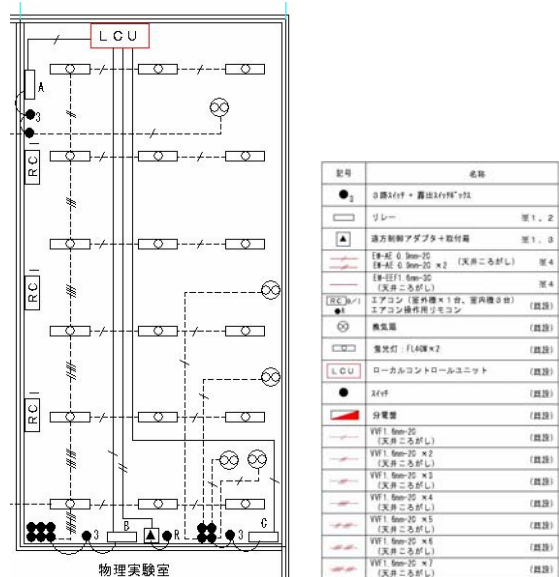 LCU
A
3
RC I
RC I
RC I
3
B
R
3
C
物理実験室
記号 名称
●3 3路スイッチ + 露出スイッチボックス
リレー 注1、2
遠方制御アダプタ+取付箱 注1、3
EM-AE 0.9mm-2C
EM-AE 0.9mm-2C ×2 (天井ころがし) 注4
EM-EEF1.6mm-3C
(天井ころがし) 注4
RC O/I エアコン(室外機×1台、室内機3台) (既設)
●R エアコン操作用リモコン
換気扇 (既設)
蛍光灯:FL40W×2 (既設)
LCU ローカルコントロールユニット (既設)
スイッチ (既設)
分電盤 (既設)
VVF1.6mm-2C
(天井ころがし) (既設)
VVF1.6mm-2C ×2
(天井ころがし) (既設)
VVF1.6mm-2C ×3
(天井ころがし) (既設)
VVF1.6mm-2C ×4
(天井ころがし) (既設)
VVF1.6mm-2C ×5
(天井ころがし) (既設)
VVF1.6mm-2C ×6
(天井ころがし) (既設)
VVF1.6mm-2C ×7
(天井ころがし) (既設)